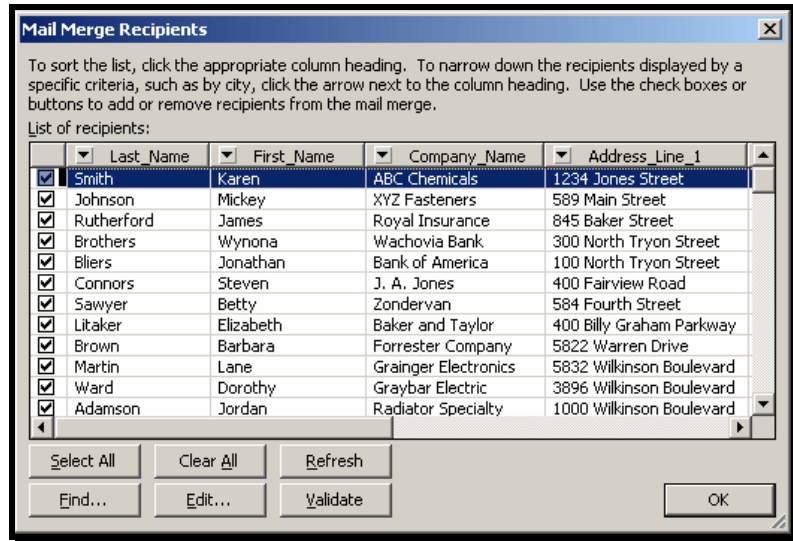 Mail Merge Recipients
To sort the list, click the appropriate column heading. To narrow down the recipients displayed by a
specific criteria, such as by city, click the arrow next to the column heading. Use the check boxes or
buttons to add or remove recipients from the mail merge.
List of recipients:
Last_Name First_Name Company_Name Address_Line_1
Smith Karen ABC Chemicals 1234 Jones Street
Johnson Mickey XYZ Fasteners 589 Main Street
Rutherford James Royal Insurance 845 Baker Street
Brothers Wynona Wachovia Bank 300 North Tryon Street
Bliers Jonathan Bank of America 100 North Tryon Street
Connors Steven J. A. Jones 400 Fairview Road
Sawyer Betty Zondervan 584 Fourth Street
Litaker Elizabeth Baker and Taylor 400 Billy Graham Parkway
Brown Barbara Forrester Company 5822 Warren Drive
Martin Lane Grainger Electronics 5832 Wilkinson Boulevard
Ward Dorothy Graybar Electric 3896 Wilkinson Boulevard
Adamson Jordan Radiator Specialty 1000 Wilkinson Boulevard
Select All Clear All Refresh
Find... Edit... Validate OK